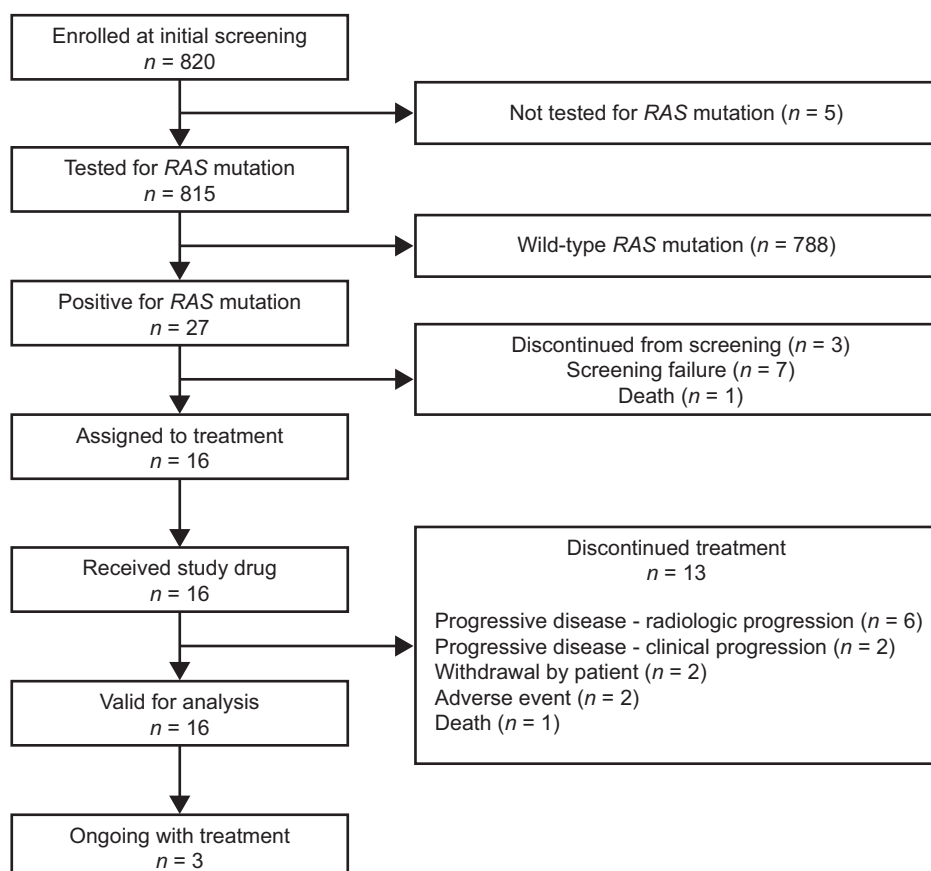 Enrolled at initial screening
n = 820
Not tested for RAS mutation (n = 5)
Tested for RAS mutation
n = 815
Wild-type RAS mutation (n = 788)
Positive for RAS mutation
n = 27
Discontinued from screening (n = 3)
Screening failure (n = 7)
Death (n = 1)
Assigned to treatment
n = 16
Received study drug
n = 16
Discontinued treatment
n = 13
Progressive disease - radiologic progression (n = 6)
Progressive disease - clinical progression (n = 2)
Withdrawal by patient (n = 2)
Adverse event (n = 2)
Death (n = 1)
Valid for analysis
n = 16
Ongoing with treatment
n = 3